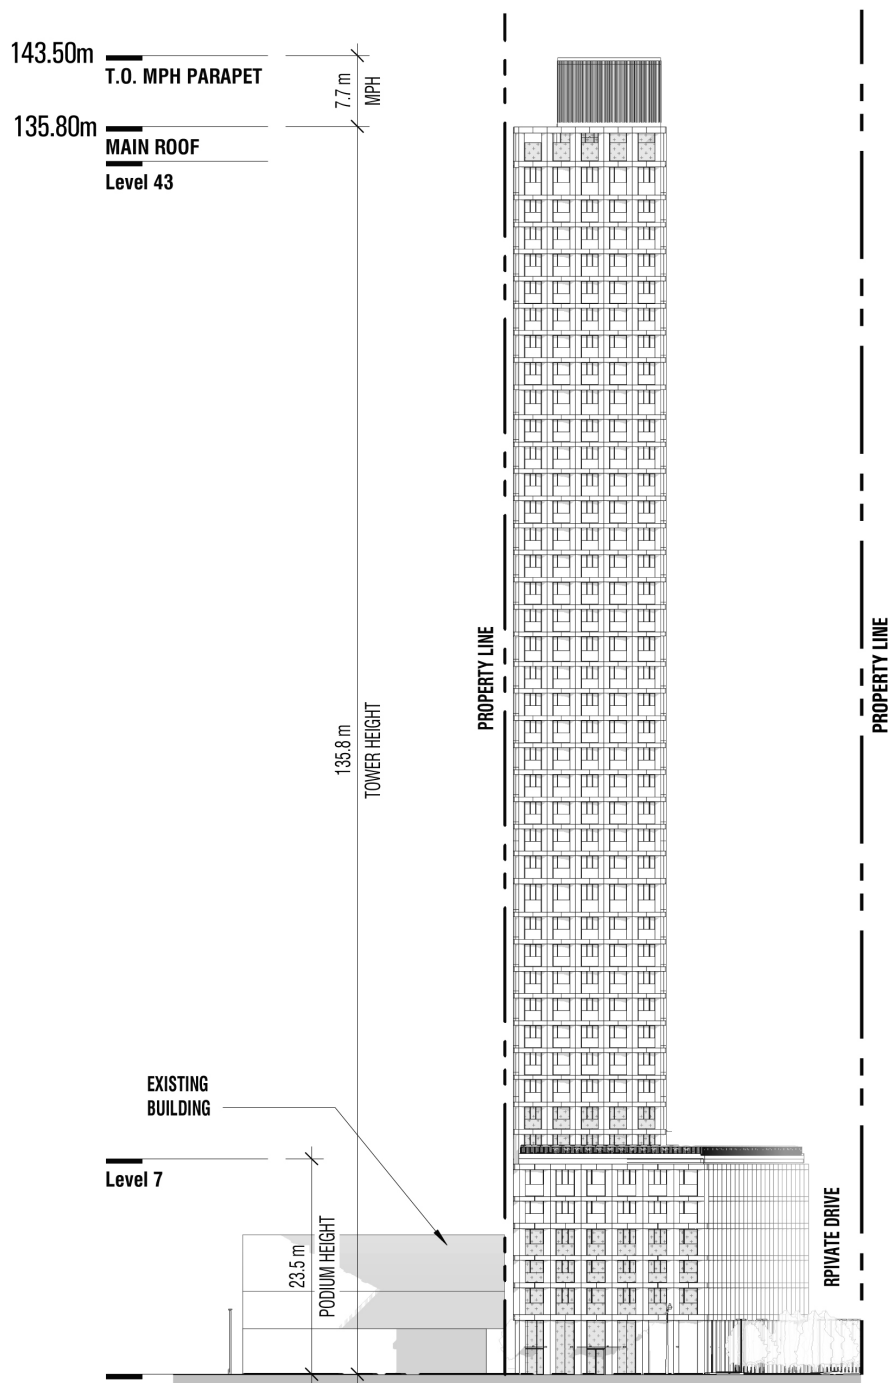 143.50m
T.O. MPH PARAPET
7.7 m
MPH
135.80m
MAIN ROOF
Level 43
PROPERTY LINE
PROPERTY LINE
135.8 m
TOWER HEIGHT
EXISTING
BUILDING
Level 7
23.5 m
PODIUM HEIGHT
RPIVATE DRIVE